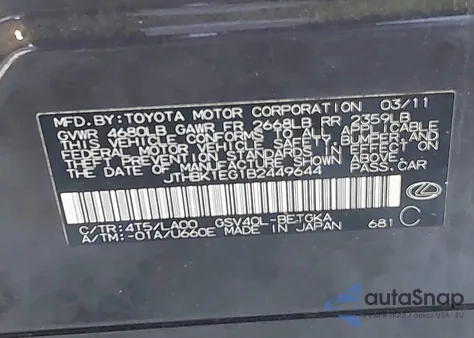 MFD.BY: TOYOTA MOTOR CORPORATION 03/11
GVWR 4680LB GAWR FR 2668LB RR 2359LB
THIS VEHICLE CONFORMS TO ALL APPLICABLE
FEDERAL MOTOR VEHICLE SAFETY, BUMPER, AND
THEFT PREVENTION STANDARDS IN EFFECT ON
THE DATE OF MANUFACTURE SHOWN ABOVE.
JTHBK1EG1B2449644 PASS.CAR
C/TR: 4T5/LA00 GSV40L-BETGKA
A/TM: -01A/U660E MADE IN JAPAN 681 C
autoSnap